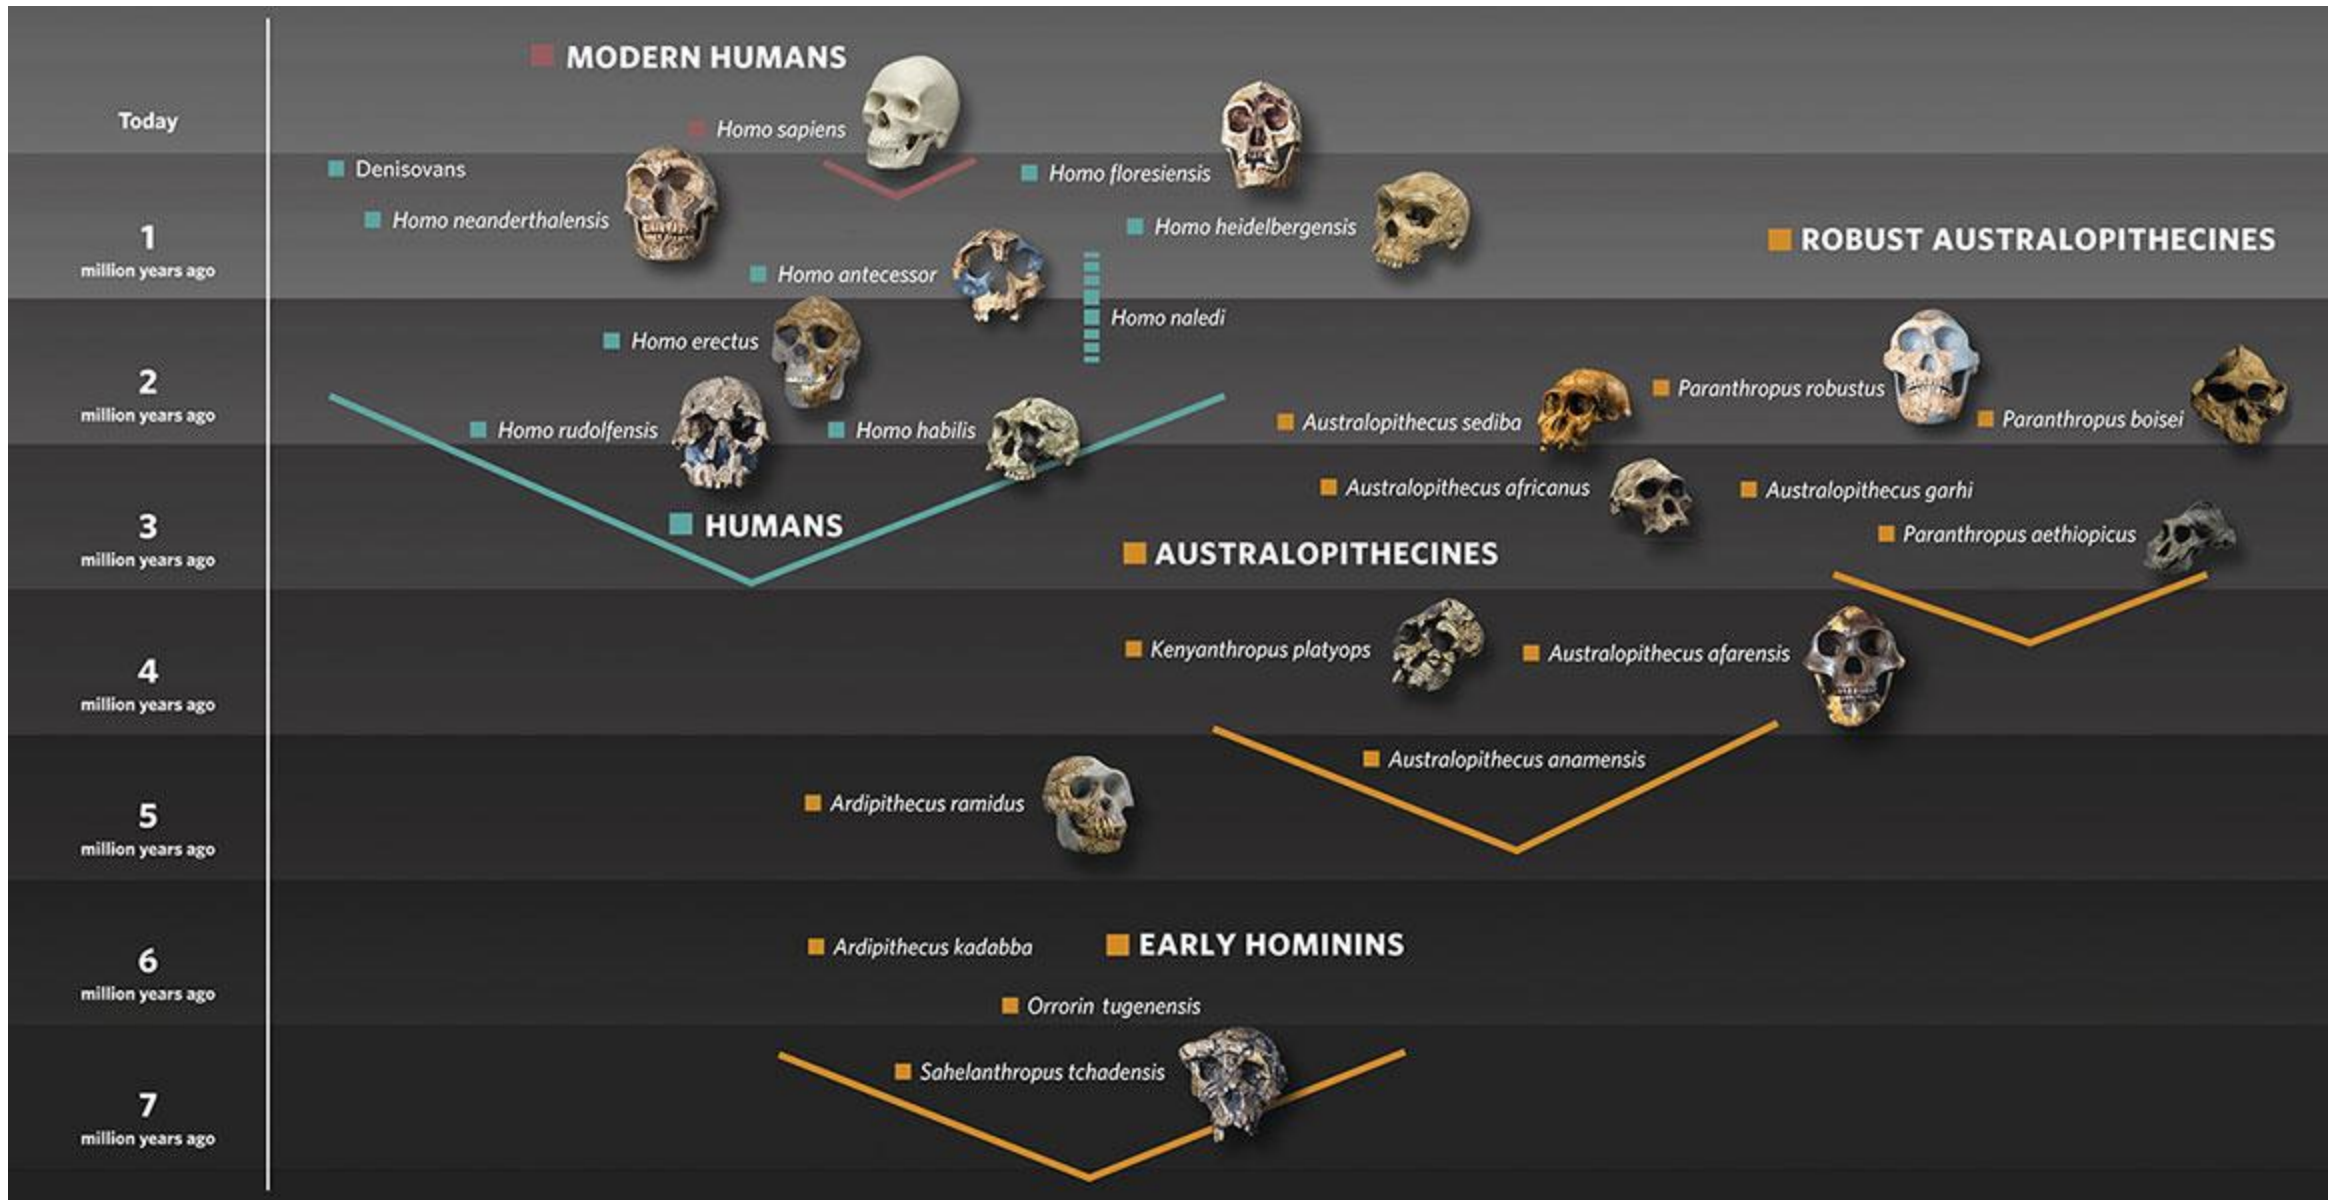 MODERN HUMANS
Today
Homo sapiens
Denisovans
Homo floresiensis
Homo neanderthalensis
Homo heidelbergensis
1
million years ago
ROBUST AUSTRALOPITHECINES
Homo antecessor
Homo naledi
Homo erectus
2
million years ago
Paranthropus robustus
Australopithecus sediba
Paranthropus boisei
Homo rudolfensis
Homo habilis
Australopithecus africanus
Australopithecus garhi
3
million years ago
HUMANS
Paranthropus aethiopicus
AUSTRALOPITHECINES
Kenyanthropus platyops
Australopithecus afarensis
4
million years ago
Australopithecus anamensis
Ardipithecus ramidus
5
million years ago
Ardipithecus kadabba
EARLY HOMININS
6
million years ago
Orrorin tugenensis
Sahelanthropus tchadensis
7
million years ago